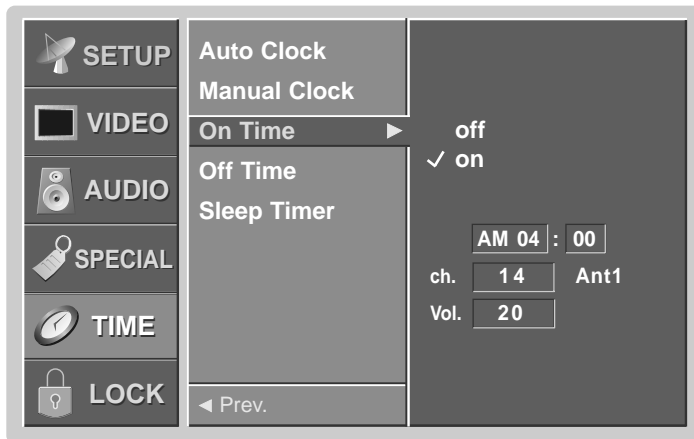 SETUP
VIDEO
AUDIO
SPECIAL
TIME
LOCK
Auto Clock
Manual Clock
On Time ►
Off Time
Sleep Timer
◄ Prev.
off
✓ on
AM 04 : 00
ch. 14 Ant1
Vol. 20